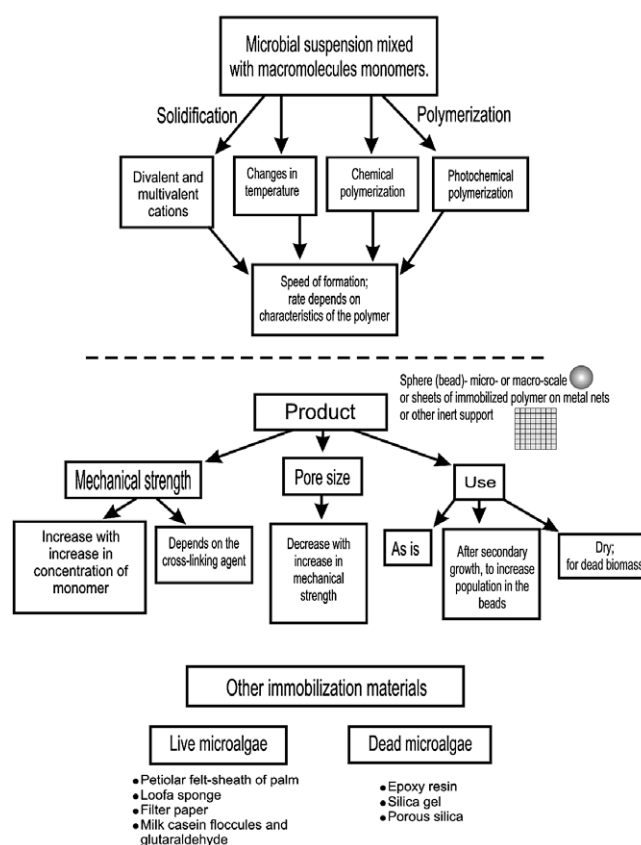 Microbial suspension mixed
with macromolecules monomers.
Solidification
Polymerization
Divalent and
multivalent
cations
Changes in
temperature
Chemical
polymerization
Photochemical
polymerization
Speed of formation;
rate depends on
characteristics of the polymer
Sphere (bead)- micro- or macro-scale
or sheets of immobilized polymer on metal nets
or other inert support
Product
Mechanical strength
Pore size
Use
Increase with
increase in
concentration of
monomer
Depends on the
cross-linking agent
Decrease with
increase in
mechanical
strength
As is
After secondary
growth, to increase
population in the
beads
Dry;
for dead biomass
Other immobilization materials
Live microalgae
Dead microalgae
● Petiolar felt-sheath of palm
● Loofa sponge
● Filter paper
● Milk casein floccules and
glutaraldehyde
● Epoxy resin
● Silica gel
● Porous silica